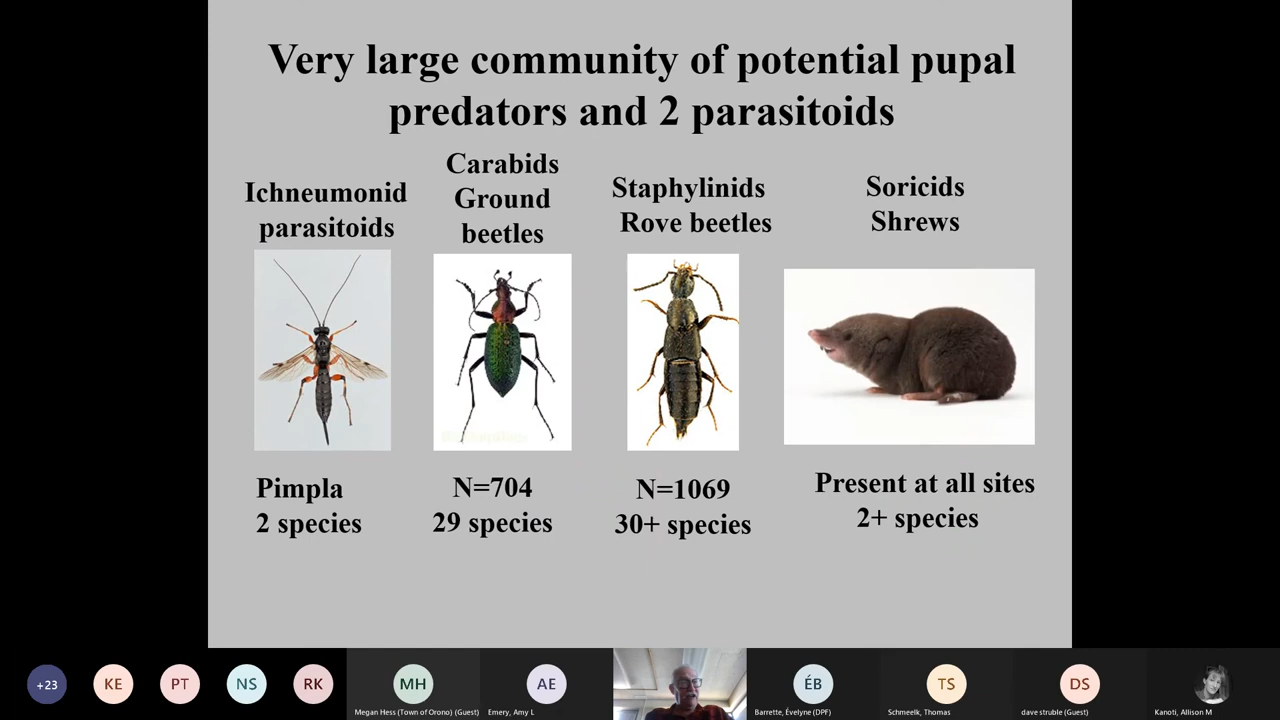 Very large community of potential pupal
predators and 2 parasitoids
Ichneumonid
parasitoids
Carabids
Ground
beetles
Staphylinids
Rove beetles
Soricids
Shrews
Pimpla
2 species
N=704
29 species
N=1069
30+ species
Present at all sites
2+ species
+23
KE
PT
NS
RK
MH
Megan Hess (Town of Orono) (Guest)
AE
Emery, Amy L
ÉB
Barrette, Évelyne (DPF)
TS
Schmeelk, Thomas
DS
dave struble (Guest)
Kanoti, Allison M